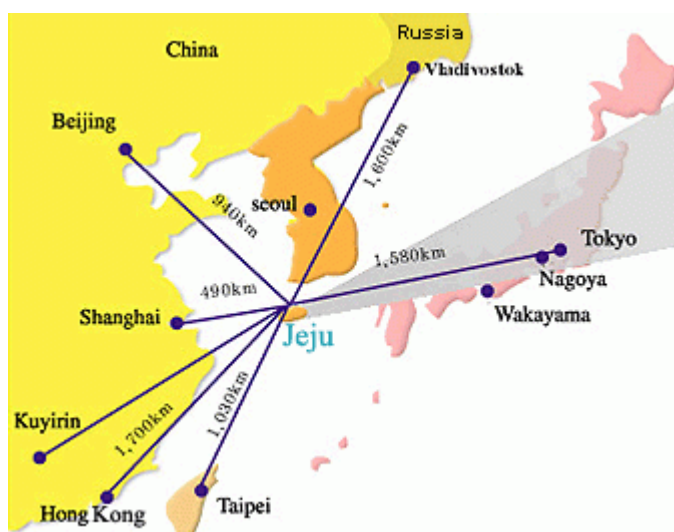 Russia
China
Vladivostok
Beijing
1,600km
940km
seoul
Tokyo
1,580km
Nagoya
490km
Shanghai
Wakayama
Jeju
1,030km
Kuyirin
1,700km
Taipei
Hong Kong